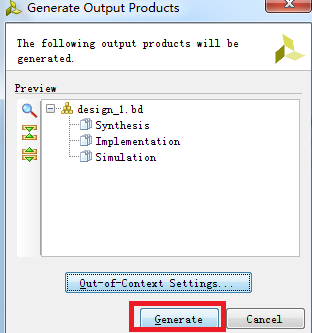 Generate Output Products
The following output products will be
generated.
Preview
design_1.bd
Synthesis
Implementation
Simulation
Out-of-Context Settings...
Generate
Cancel